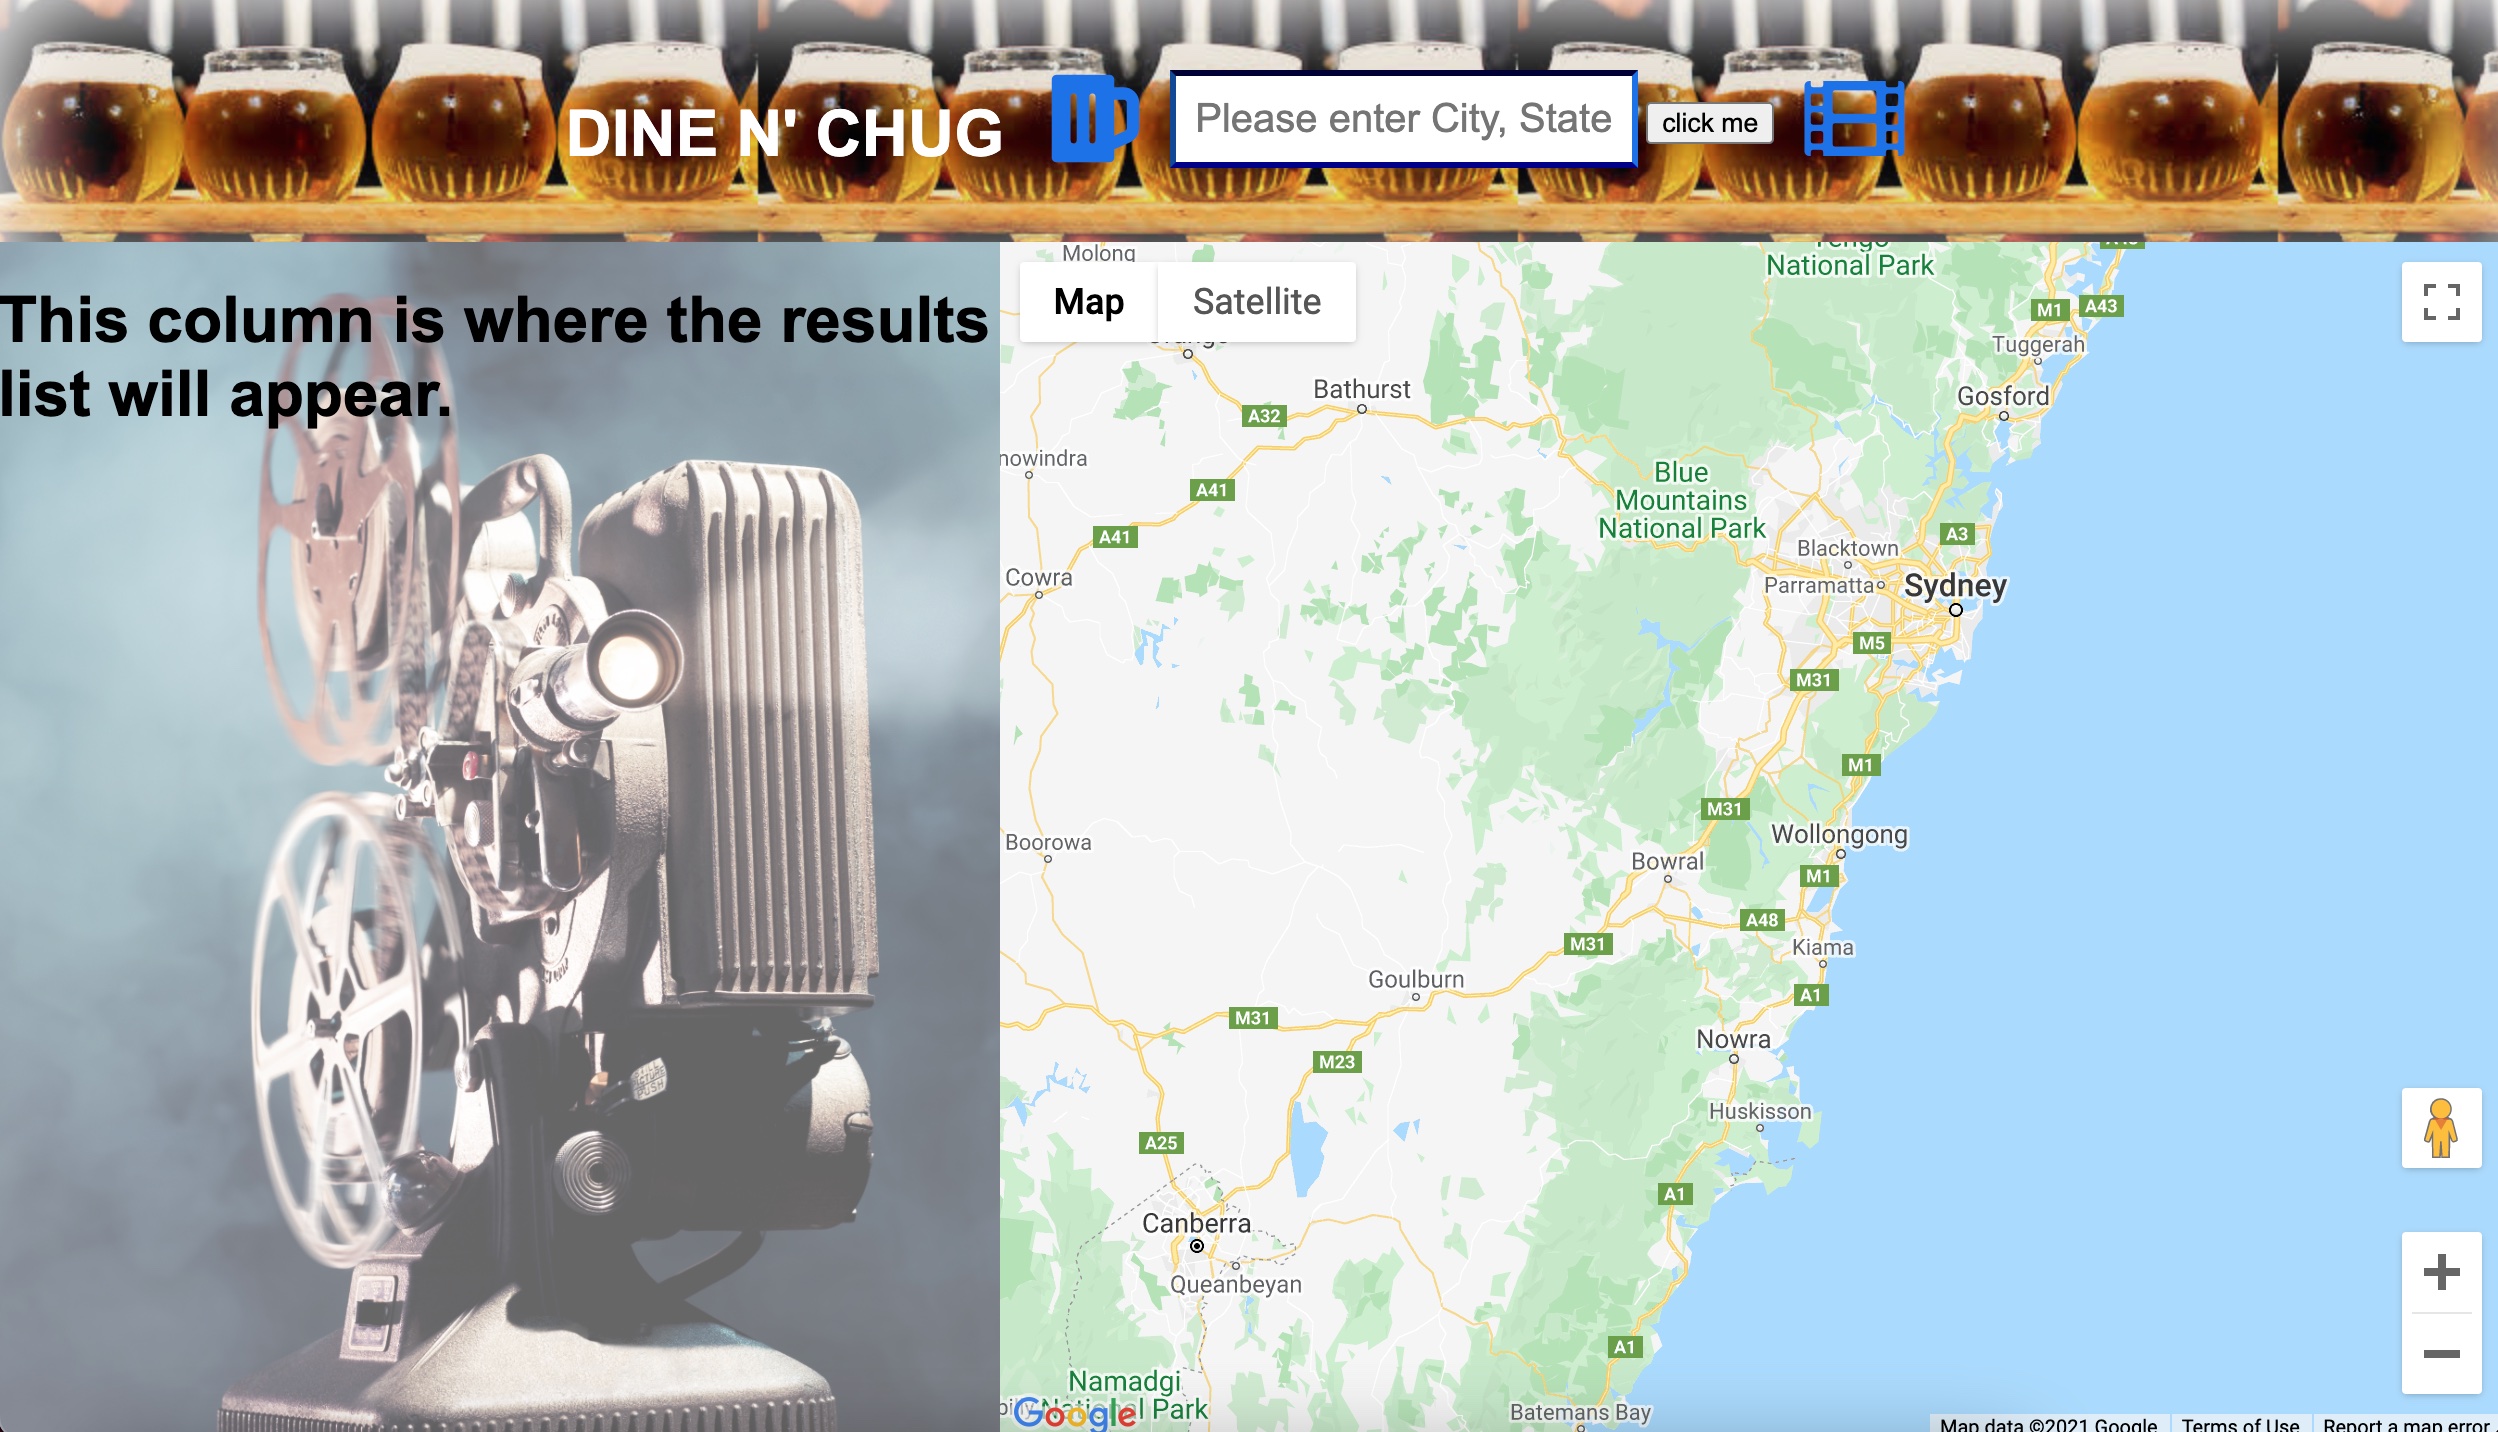 DINE N' CHUG
Please enter City, State
click me
This column is where the results
list will appear.
Map
Satellite
Molong
National Park
M1
A43
Tuggerah
Gosford
Bathurst
A32
nowindra
Blue
Mountains
National Park
A41
A41
A3
Blacktown
Cowra
Parramatta
Sydney
M5
M31
M1
M31
Wollongong
Boorowa
Bowral
M1
A48
M31
Kiama
Goulburn
A1
M31
Nowra
M23
Huskisson
A25
A1
Canberra
Queanbeyan
A1
Namadgi
National Park
Google
Batemans Bay
Map data ©2021 Google
Terms of Use
Report a map error